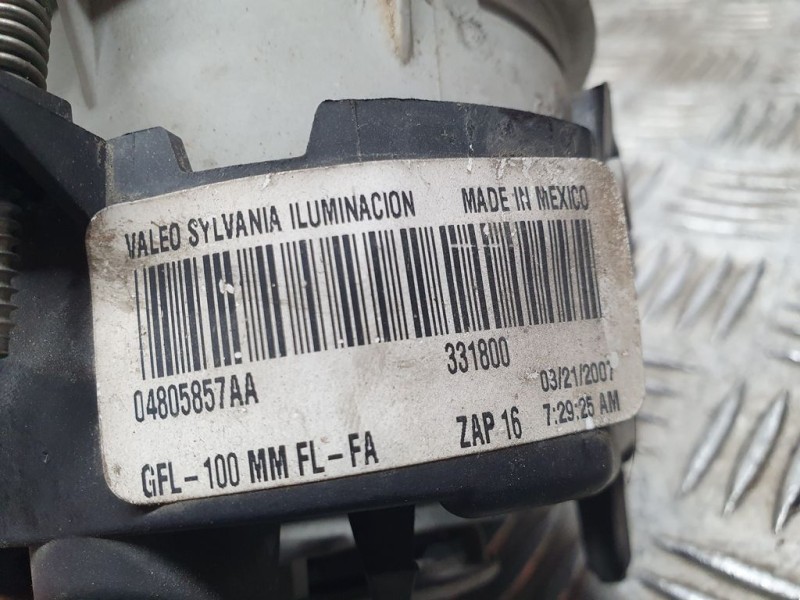 VALEO SYLVANIA ILUMINACION MADE IN MEXICO
04805857AA 331800 03/21/2007
GFL-100 MM FL-FA ZAP 16 7:29:25 AM